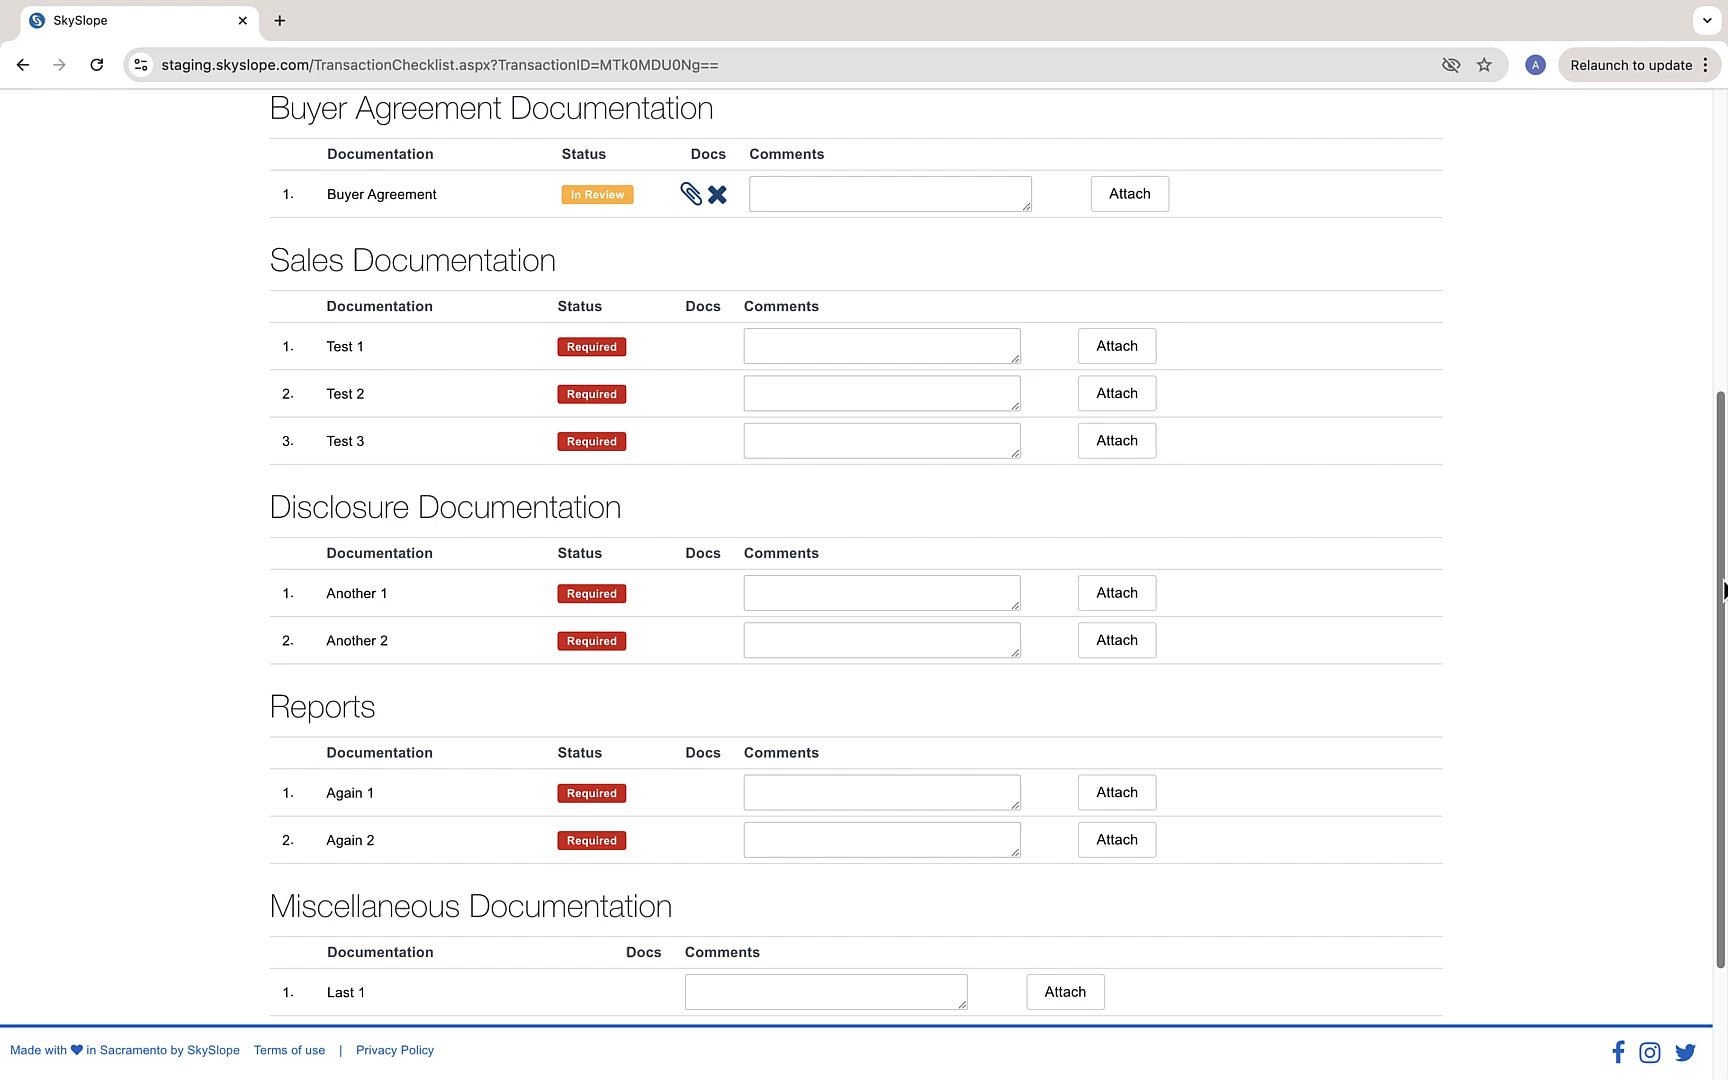 SkySlope
staging.skyslope.com/TransactionChecklist.aspx?TransactionID=MTk0MDU0Ng==
A
Relaunch to update
Buyer Agreement Documentation
Documentation Status Docs Comments
1. Buyer Agreement In Review Attach
Sales Documentation
Documentation Status Docs Comments
1. Test 1 Required Attach
2. Test 2 Required Attach
3. Test 3 Required Attach
Disclosure Documentation
Documentation Status Docs Comments
1. Another 1 Required Attach
2. Another 2 Required Attach
Reports
Documentation Status Docs Comments
1. Again 1 Required Attach
2. Again 2 Required Attach
Miscellaneous Documentation
Documentation Docs Comments
1. Last 1 Attach
Made with in Sacramento by SkySlope Terms of use | Privacy Policy